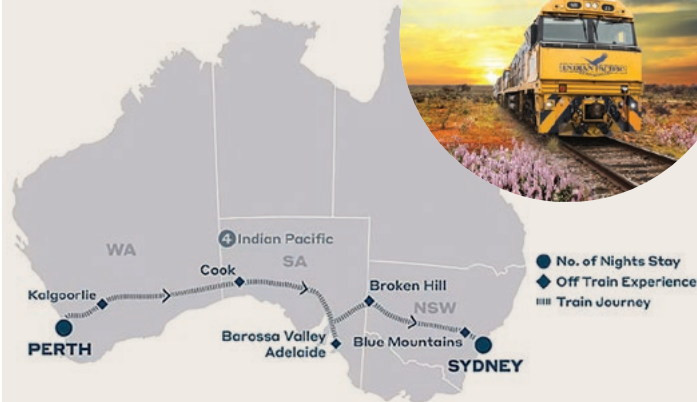 INDIAN PACIFIC
4 Indian Pacific
WA
SA
Cook
Broken Hill
Kalgoorlie
NSW
PERTH
Barossa Valley
Adelaide
Blue Mountains
SYDNEY
No. of Nights Stay
Off Train Experience
Train Journey